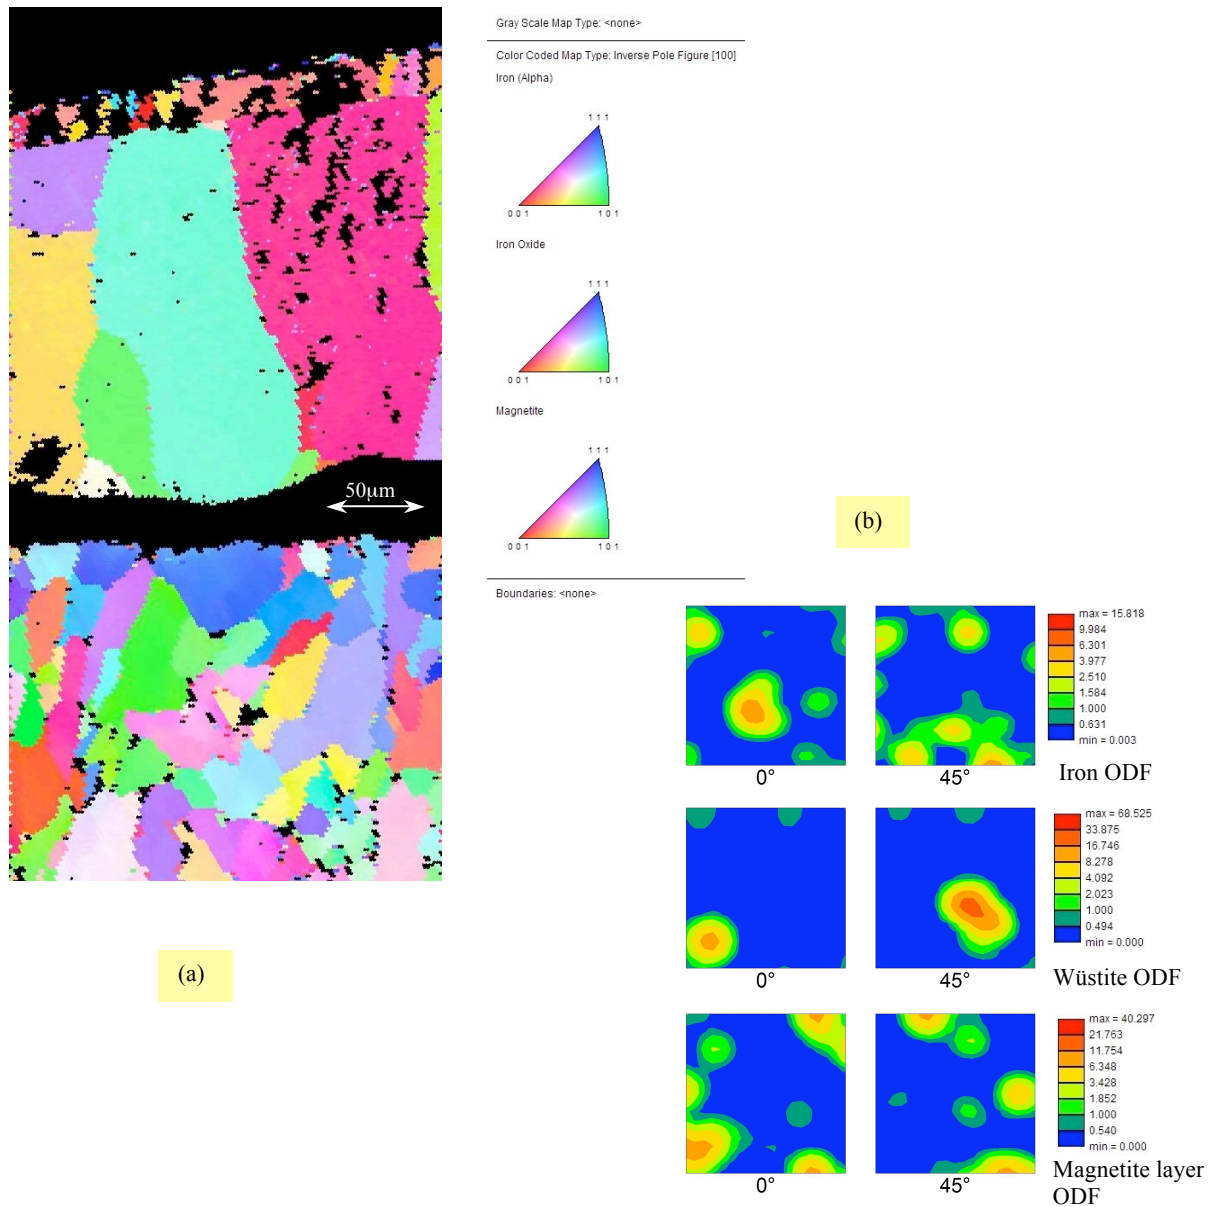 Gray Scale Map Type: <none>
Color Coded Map Type: Inverse Pole Figure [100]
Iron (Alpha)
1 1 1
0 0 1
1 0 1
Iron Oxide
1 1 1
0 0 1
1 0 1
Magnetite
1 1 1
0 0 1
1 0 1
Boundaries: <none>
50μm
(a)
(b)
0°
45°
max = 15.818
9.984
6.301
3.977
2.510
1.584
1.000
0.631
min = 0.003
Iron ODF
0°
45°
max = 68.525
33.875
16.746
8.278
4.092
2.023
1.000
0.494
min = 0.000
Wüstite ODF
0°
45°
max = 40.297
21.763
11.754
6.348
3.428
1.852
1.000
0.540
min = 0.000
Magnetite layer
ODF